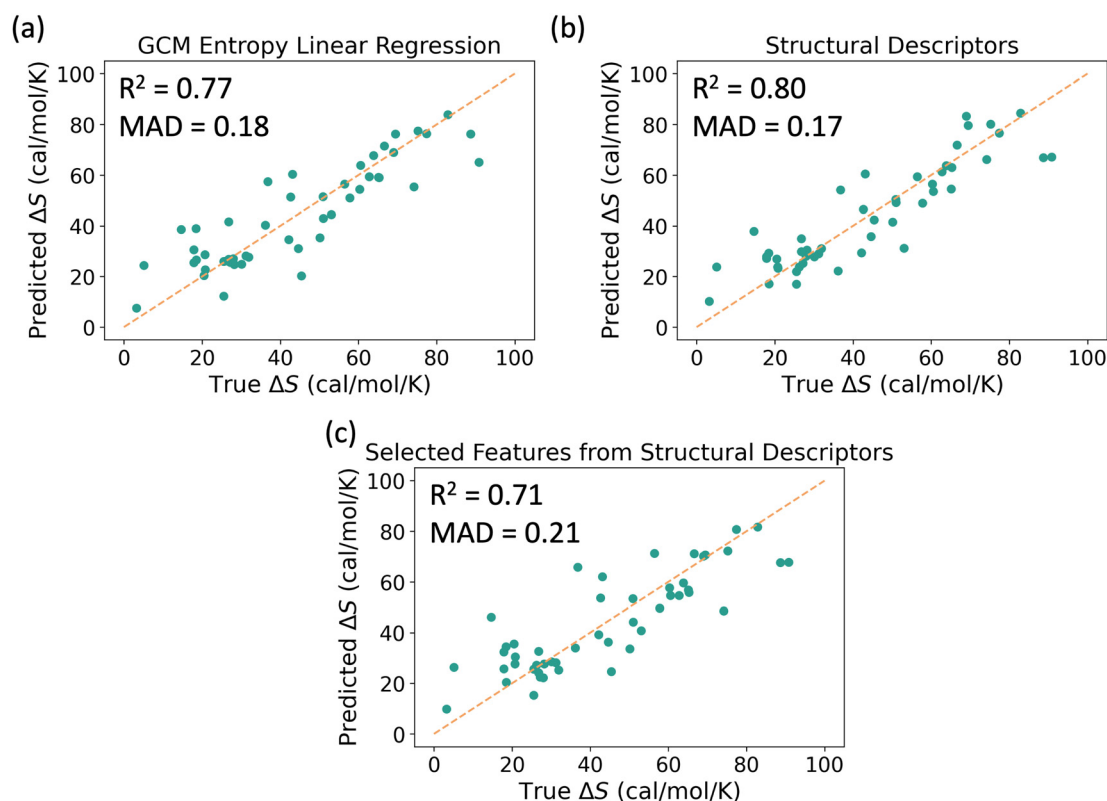 (a)
GCM Entropy Linear Regression
R² = 0.77
MAD = 0.18
Predicted ΔS (cal/mol/K)
100
80
60
40
20
0
0 20 40 60 80 100
True ΔS (cal/mol/K)
(b)
Structural Descriptors
R² = 0.80
MAD = 0.17
Predicted ΔS (cal/mol/K)
100
80
60
40
20
0
0 20 40 60 80 100
True ΔS (cal/mol/K)
(c)
Selected Features from Structural Descriptors
R² = 0.71
MAD = 0.21
Predicted ΔS (cal/mol/K)
100
80
60
40
20
0
0 20 40 60 80 100
True ΔS (cal/mol/K)